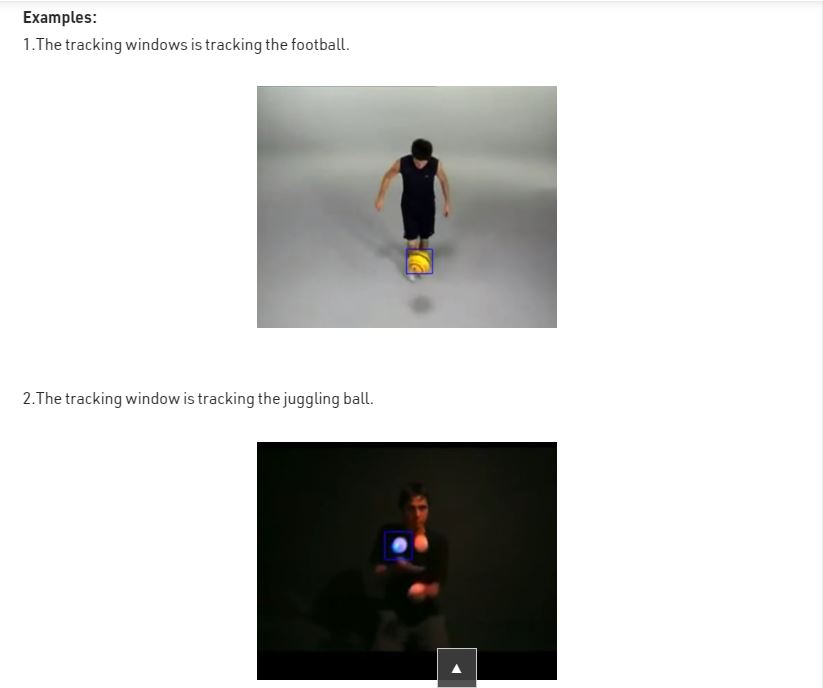 Examples:
1.The tracking windows is tracking the football.
2.The tracking window is tracking the juggling ball.